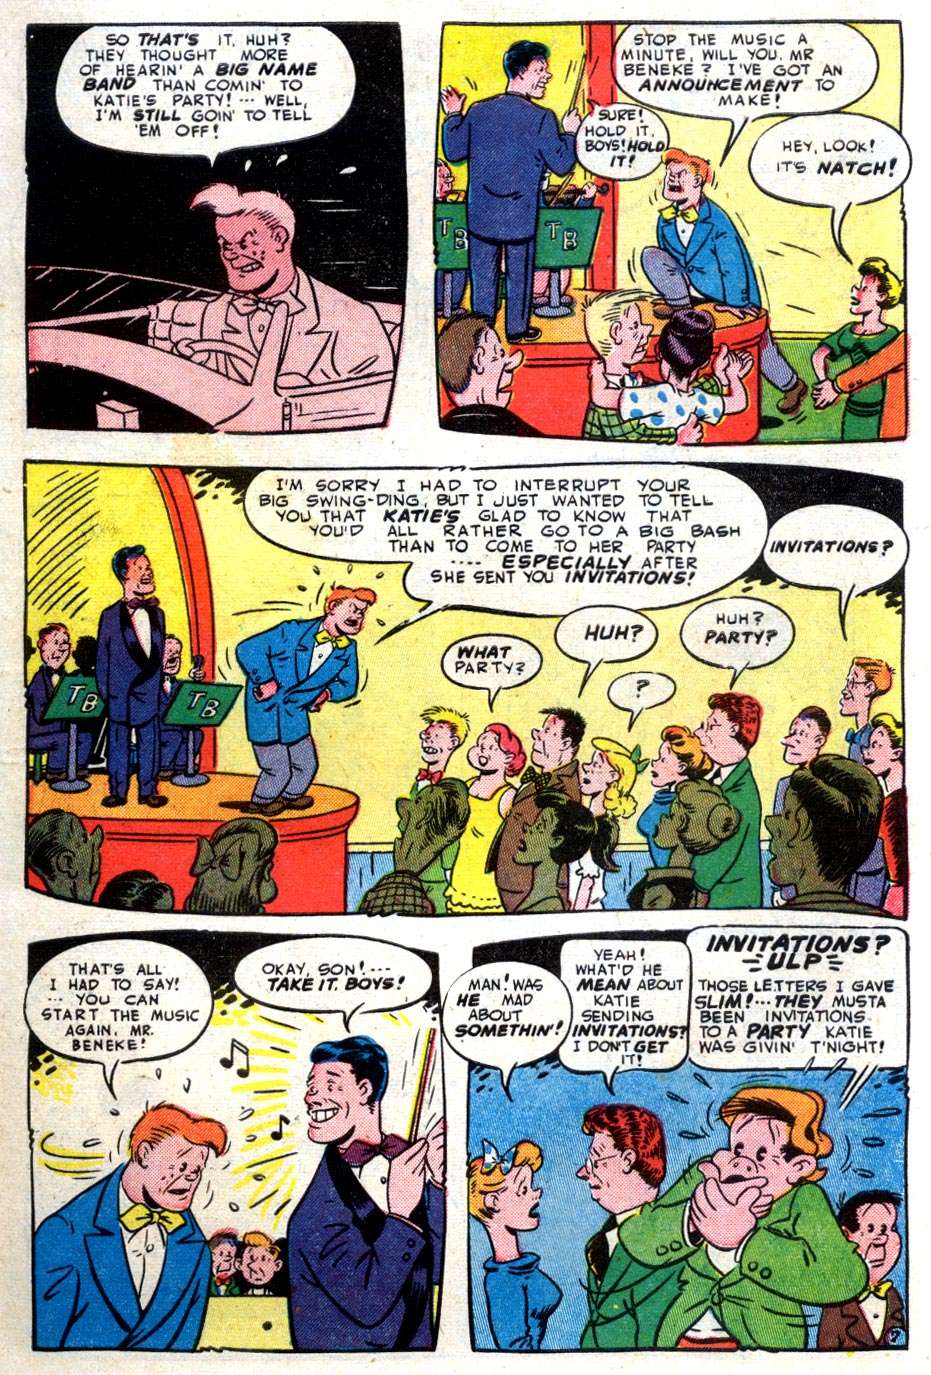 SO THAT'S IT, HUH?
THEY THOUGHT MORE
OF HEARIN' A BIG NAME
BAND THAN COMIN' TO
KATIE'S PARTY! --- WELL,
I'M STILL GOIN' TO TELL
'EM OFF!
STOP THE MUSIC A
MINUTE, WILL YOU, MR
BENEKE? I'VE GOT AN
ANNOUNCEMENT TO
MAKE!
SURE!
HOLD IT,
BOYS! HOLD
IT!
HEY, LOOK!
IT'S NATCH!
TB
TB
I'M SORRY I HAD TO INTERRUPT YOUR
BIG SWING-DING, BUT I JUST WANTED TO TELL
YOU THAT KATIE'S GLAD TO KNOW THAT
YOU'D ALL RATHER GO TO A BIG BASH
THAN TO COME TO HER PARTY
---- ESPECIALLY AFTER
SHE SENT YOU INVITATIONS!
WHAT
PARTY?
HUH?
?
HUH?
PARTY?
INVITATIONS?
TB
TB
THAT'S ALL
I HAD TO SAY!
-- YOU CAN
START THE MUSIC
AGAIN, MR.
BENEKE!
OKAY, SON! ---
TAKE IT, BOYS!
MAN! WAS
HE MAD
ABOUT
SOMETHIN'!
YEAH!
WHAT'D HE
MEAN ABOUT
KATIE
SENDING
INVITATIONS?
I DON'T GET
IT!
INVITATIONS?
ULP
THOSE LETTERS I GAVE
SLIM! --- THEY MUSTA
BEEN INVITATIONS
TO A PARTY KATIE
WAS GIVIN' T'NIGHT!